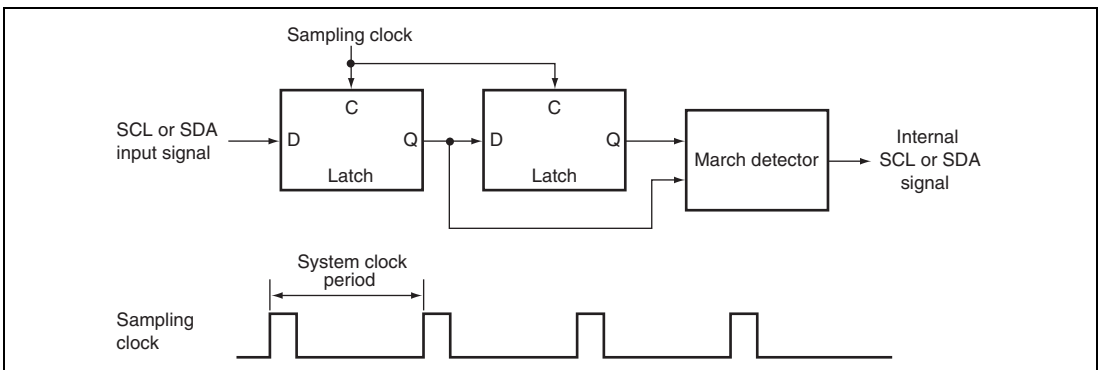 Sampling clock
C
C
SCL or SDA
input signal
D
Q
D
Q
Latch
Latch
March detector
Internal
SCL or SDA
signal
System clock
period
Sampling
clock